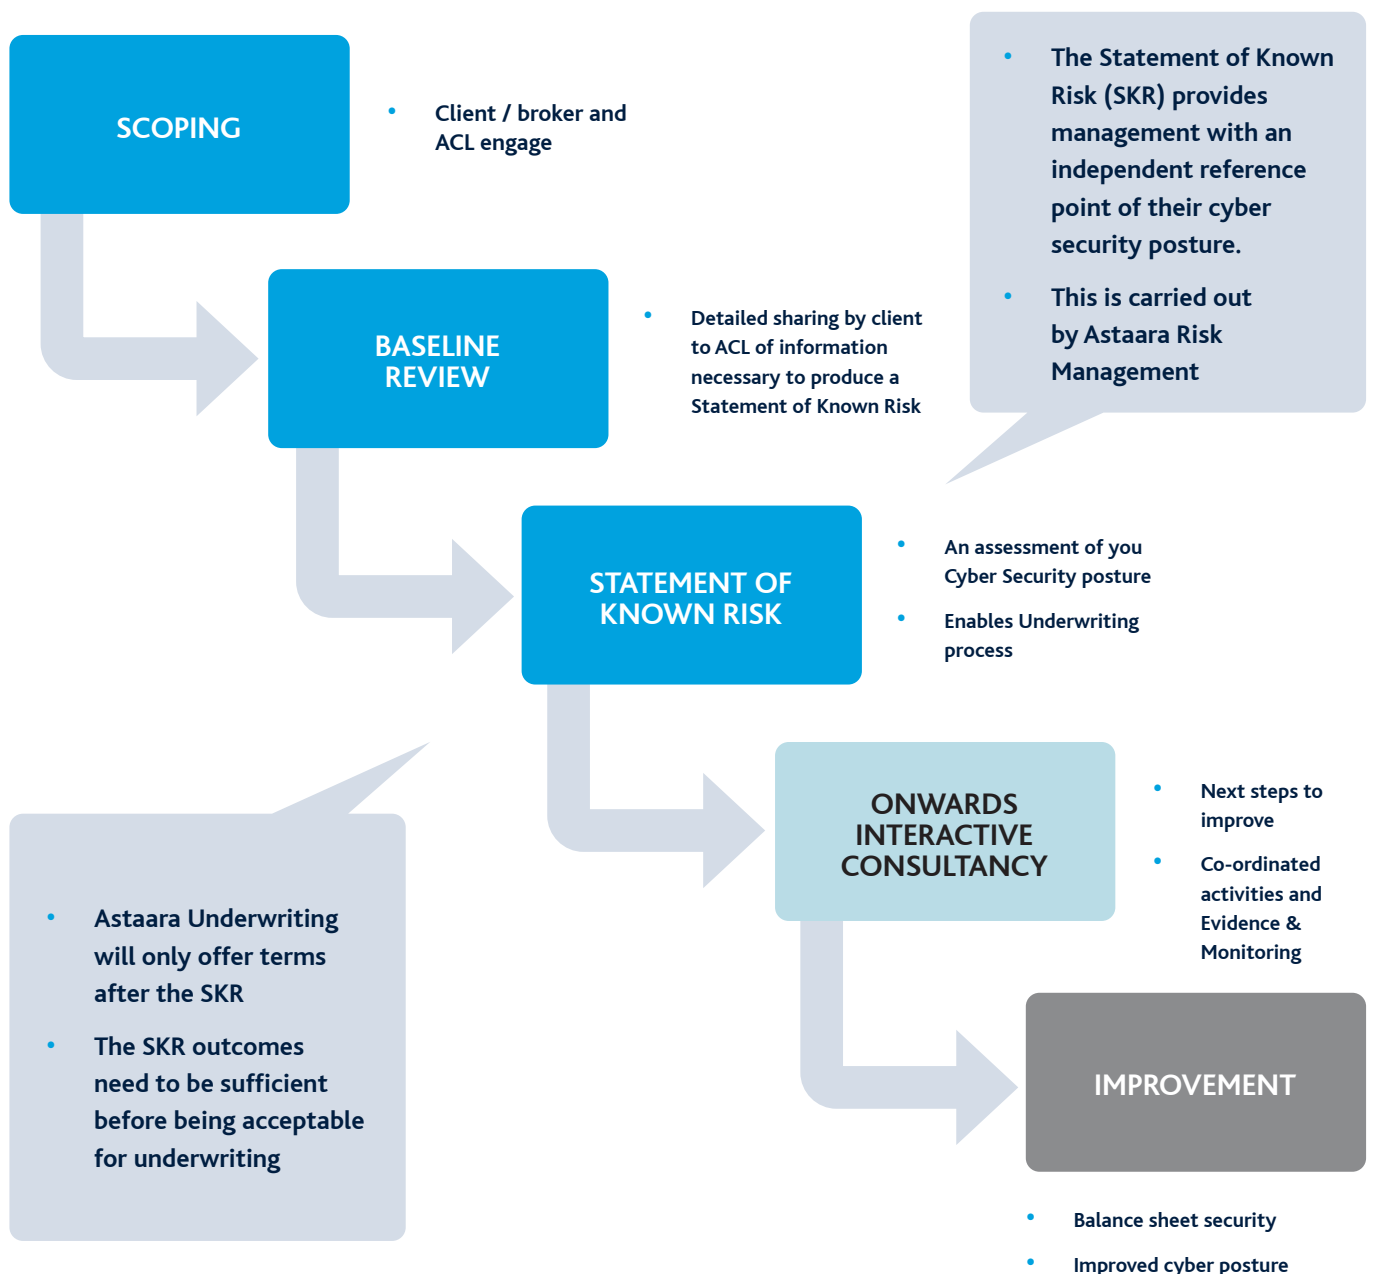 SCOPING
• Client / broker and
ACL engage
• The Statement of Known
Risk (SKR) provides
management with an
independent reference
point of their cyber
security posture.
• This is carried out
by Astaara Risk
Management
BASELINE
REVIEW
• Detailed sharing by client
to ACL of information
necessary to produce a
Statement of Known Risk
STATEMENT OF
KNOWN RISK
• An assessment of you
Cyber Security posture
• Enables Underwriting
process
ONWARDS
INTERACTIVE
CONSULTANCY
• Next steps to
improve
• Co-ordinated
activities and
Evidence &
Monitoring
• Astaara Underwriting
will only offer terms
after the SKR
• The SKR outcomes
need to be sufficient
before being acceptable
for underwriting
IMPROVEMENT
• Balance sheet security
• Improved cyber posture